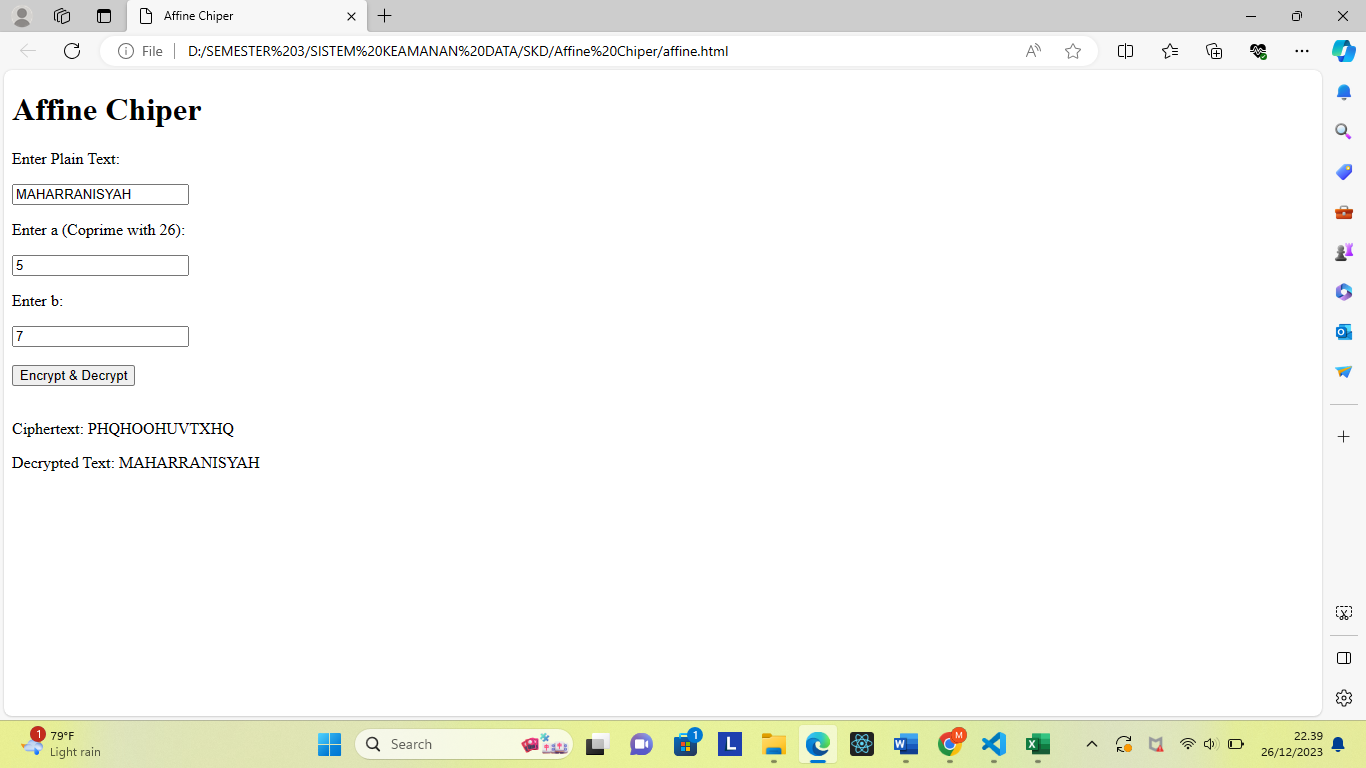 Affine Chiper
File
D:/SEMESTER%203/SISTEM%20KEAMANAN%20DATA/SKD/Affine%20Chiper/affine.html
Affine Chiper
Enter Plain Text:
MAHARRANISYAH
Enter a (Coprime with 26):
5
Enter b:
7
Encrypt & Decrypt
Ciphertext: PHQHOOHUVTXHQ
Decrypted Text: MAHARRANISYAH
1
79°F
Light rain
Search
1
L
W
M
X
22.39
26/12/2023